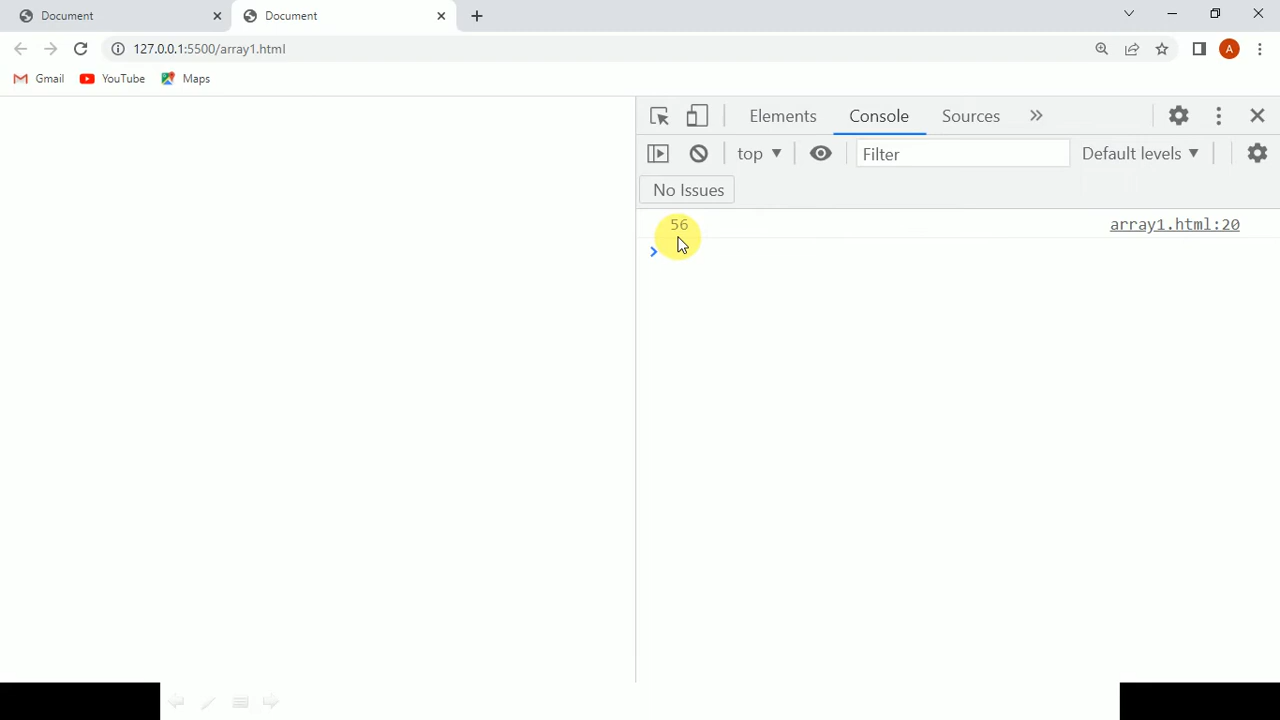 Document
Document
127.0.0.1:5500/array1.html
A
Gmail
YouTube
Maps
Elements
Console
Sources
top
Filter
Default levels
No Issues
56
array1.html:20